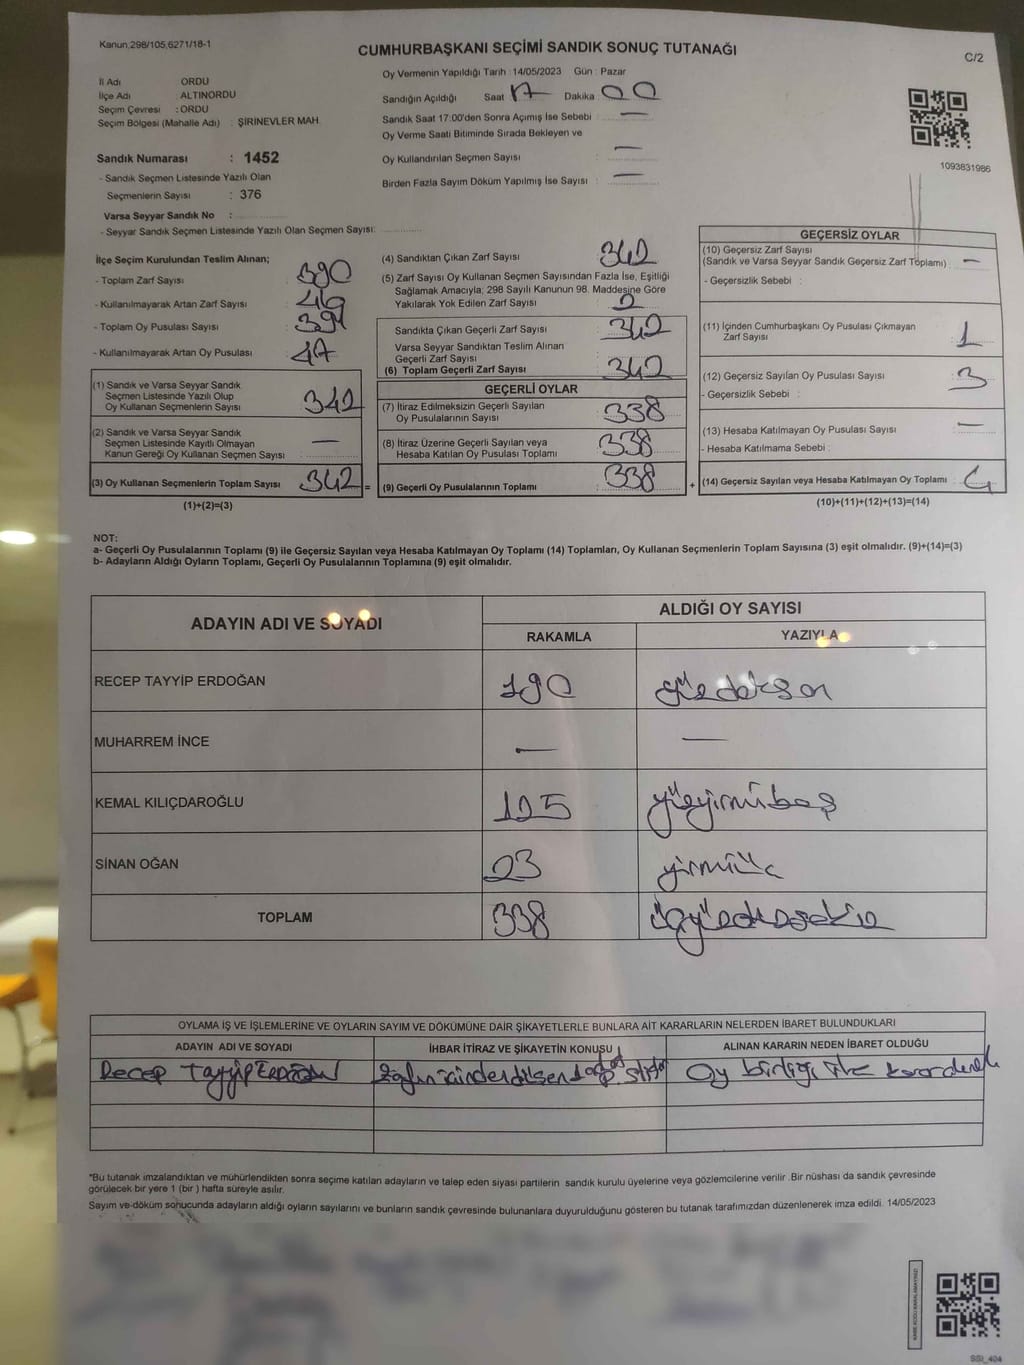 Kanun,298/105,6271/18-1
CUMHURBAŞKANI SEÇİMİ SANDIK SONUÇ TUTANAĞI
C/2
İl Adı ORDU
İlçe Adı : ALTINORDU
Seçim Çevresi : ORDU
Seçim Bölgesi (Mahalle Adı) : ŞİRİNEVLER MAH.
Sandık Numarası : 1452
- Sandık Seçmen Listesinde Yazılı Olan
Seçmenlerin Sayısı : 376
Varsa Seyyar Sandık No :
- Seyyar Sandık Seçmen Listesinde Yazılı Olan Seçmen Sayısı:
Oy Vermenin Yapıldığı Tarih : 14/05/2023 Gün : Pazar
Sandığın Açıldığı Saat 17 Dakika 00
Sandık Saat 17:00'den Sonra Açımış İse Sebebi : —
Oy Verme Saati Bitiminde Sırada Bekleyen ve
Oy Kullandırılan Seçmen Sayısı : —
Birden Fazla Sayım Döküm Yapılmış İse Sayısı : —
1093831986
İlçe Seçim Kurulundan Teslim Alınan;
- Toplam Zarf Sayısı : 390
- Kullanılmayarak Artan Zarf Sayısı :
- Toplam Oy Pusulası Sayısı :
- Kullanılmayarak Artan Oy Pusulası : 47
(1) Sandık ve Varsa Seyyar Sandık
Seçmen Listesinde Yazılı Olup
Oy Kullanan Seçmenlerin Sayısı : 342
(2) Sandık ve Varsa Seyyar Sandık
Seçmen Listesinde Kayıtlı Olmayan
Kanun Gereği Oy Kullanan Seçmen Sayısı : —
(3) Oy Kullanan Seçmenlerin Toplam Sayısı : 342 =
(1)+(2)=(3)
(4) Sandıktan Çıkan Zarf Sayısı : 342
(5) Zarf Sayısı Oy Kullanan Seçmen Sayısından Fazla İse, Eşitliği
Sağlamak Amacıyla; 298 Sayılı Kanunun 98. Maddesine Göre
Yakılarak Yok Edilen Zarf Sayısı :
Sandıkta Çıkan Geçerli Zarf Sayısı : 342
Varsa Seyyar Sandıktan Teslim Alınan
Geçerli Zarf Sayısı :
(6) Toplam Geçerli Zarf Sayısı : 342
GEÇERLİ OYLAR
(7) İtiraz Edilmeksizin Geçerli Sayılan
Oy Pusulalarının Sayısı : 338
(8) İtiraz Üzerine Geçerli Sayılan veya
Hesaba Katılan Oy Pusulası Toplamı : 338
(9) Geçerli Oy Pusulalarının Toplamı : 338 +
GEÇERSİZ OYLAR
(10) Geçersiz Zarf Sayısı
(Sandık ve Varsa Seyyar Sandık Geçersiz Zarf Toplamı) : —
- Geçersizlik Sebebi :
(11) İçinden Cumhurbaşkanı Oy Pusulası Çıkmayan
Zarf Sayısı : 1
(12) Geçersiz Sayılan Oy Pusulası Sayısı : 3
- Geçersizlik Sebebi :
(13) Hesaba Katılmayan Oy Pusulası Sayısı : —
- Hesaba Katılmama Sebebi :
(14) Geçersiz Sayılan veya Hesaba Katılmayan Oy Toplamı : 4
(10)+(11)+(12)+(13)=(14)
NOT:
a- Geçerli Oy Pusulalarının Toplamı (9) ile Geçersiz Sayılan veya Hesaba Katılmayan Oy Toplamı (14) Toplamları, Oy Kullanan Seçmenlerin Toplam Sayısına (3) eşit olmalıdır. (9)+(14)=(3)
b- Adayların Aldığı Oyların Toplamı, Geçerli Oy Pusulalarının Toplamına (9) eşit olmalıdır.
ADAYIN ADI VE SOYADI
ALDIĞI OY SAYISI
RAKAMLA YAZIYLA
RECEP TAYYİP ERDOĞAN 190 yüzdoksan
MUHARREM İNCE — —
KEMAL KILIÇDAROĞLU 125 yüzyirmibeş
SİNAN OĞAN 23 yirmiüç
TOPLAM 338 üçyüzotuzsekiz
OYLAMA İŞ VE İŞLEMLERİNE VE OYLARIN SAYIM VE DÖKÜMÜNE DAİR ŞİKAYETLERLE BUNLARA AİT KARARLARIN NELERDEN İBARET BULUNDUKLARI
ADAYIN ADI VE SOYADI İHBAR İTİRAZ VE ŞİKAYETİN KONUSU ALINAN KARARIN NEDEN İBARET OLDUĞU
Recep Tayyip ERDOĞAN Oy birliği ile
*Bu tutanak imzalandıktan ve mühürlendikten sonra seçime katılan adayların ve talep eden siyasi partilerin sandık kurulu üyelerine veya gözlemcilerine verilir. Bir nüshası da sandık çevresinde
görülecek bir yere 1 (bir ) hafta süreyle asılır.
Sayım ve döküm sonucunda adayların aldığı oyların sayılarını ve bunların sandık çevresinde bulunanlara duyurulduğunu gösteren bu tutanak tarafımızdan düzenlenerek imza edildi. 14/05/2023